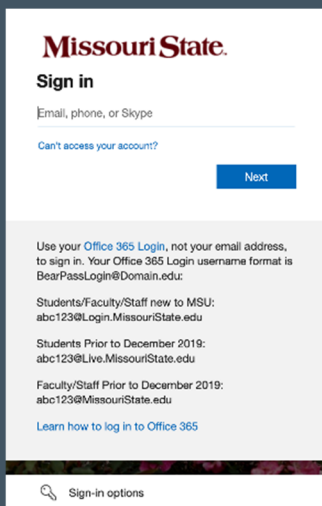 Missouri State.
Sign in
Email, phone, or Skype
Can't access your account?
Next
Use your Office 365 Login, not your email address,
to sign in. Your Office 365 Login username format is
BearPassLogin@Domain.edu:
Students/Faculty/Staff new to MSU:
abc123@Login.MissouriState.edu
Students Prior to December 2019:
abc123@Live.MissouriState.edu
Faculty/Staff Prior to December 2019:
abc123@MissouriState.edu
Learn how to log in to Office 365
Sign-in options